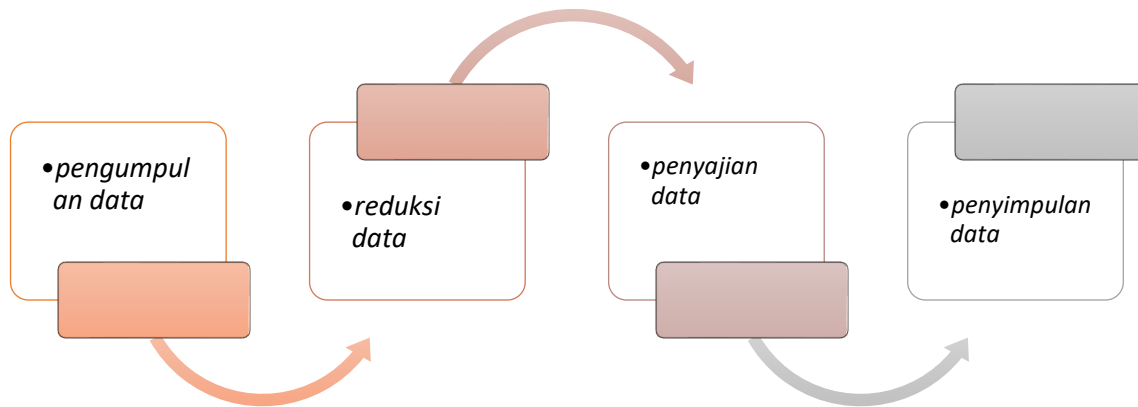 •pengumpul
an data
•reduksi
data
•penyajian
data
•penyimpulan
data